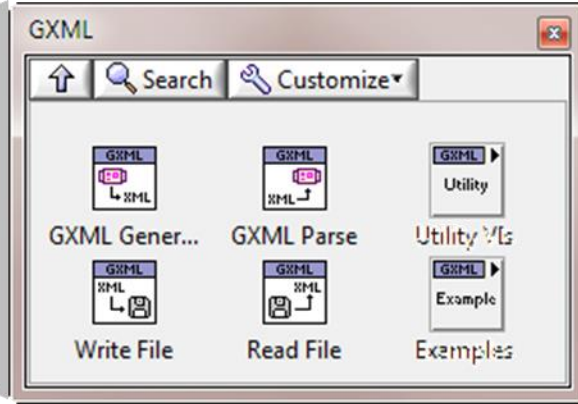 GXML
Search Customize
GXML GXML GXML
XML XML Utility
GXML Gener... GXML Parse Utility VIs
GXML GXML GXML
XML XML Example
Write File Read File Examples